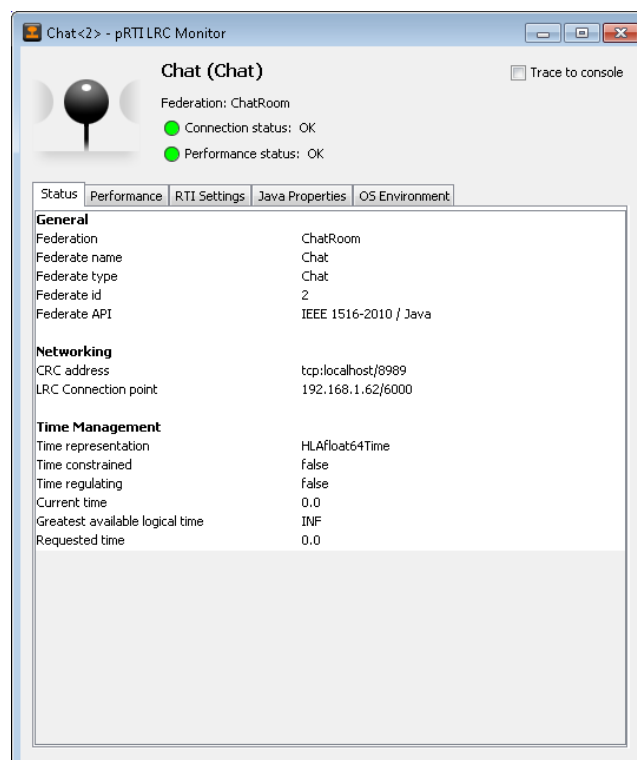 Chat<2> - pRTI LRC Monitor
Chat (Chat)
Trace to console
Federation: ChatRoom
Connection status: OK
Performance status: OK
Status Performance RTI Settings Java Properties OS Environment
General
Federation ChatRoom
Federate name Chat
Federate type Chat
Federate id 2
Federate API IEEE 1516-2010 / Java
Networking
CRC address tcp:localhost/8989
LRC Connection point 192.168.1.62/6000
Time Management
Time representation HLAfloat64Time
Time constrained false
Time regulating false
Current time 0.0
Greatest available logical time INF
Requested time 0.0